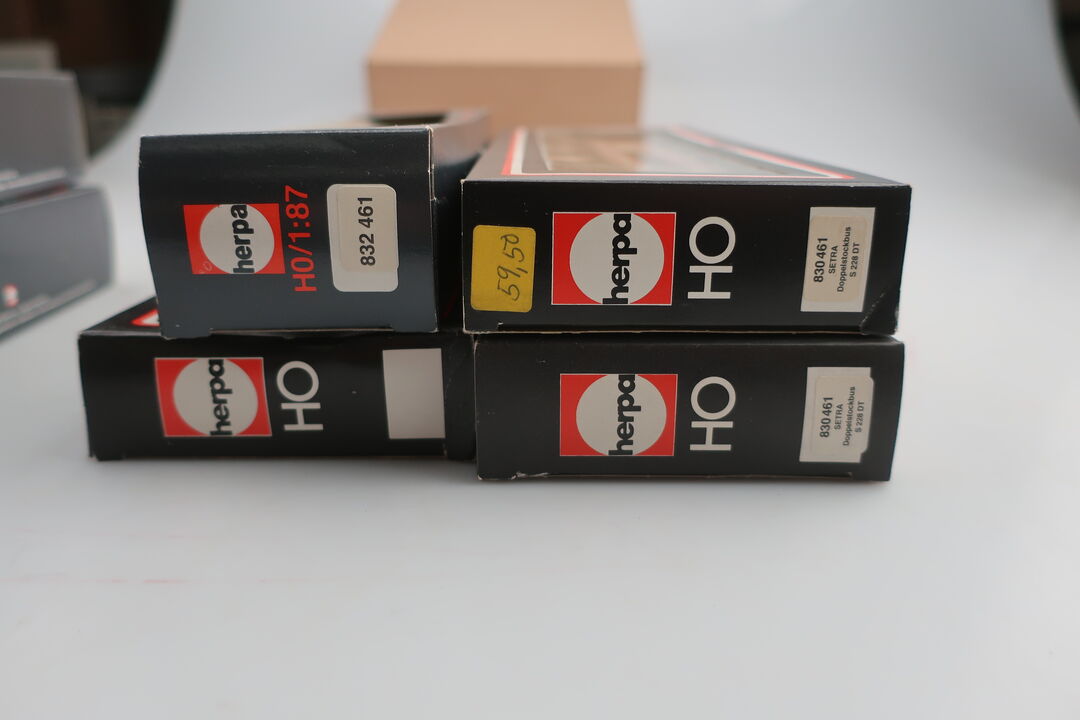 herpa
H0/1:87
832 461
59,50
herpa
HO
830 461
SETRA
Doppelstockbus
S 228 DT
herpa
HO
herpa
HO
830 461
SETRA
Doppelstockbus
S 228 DT